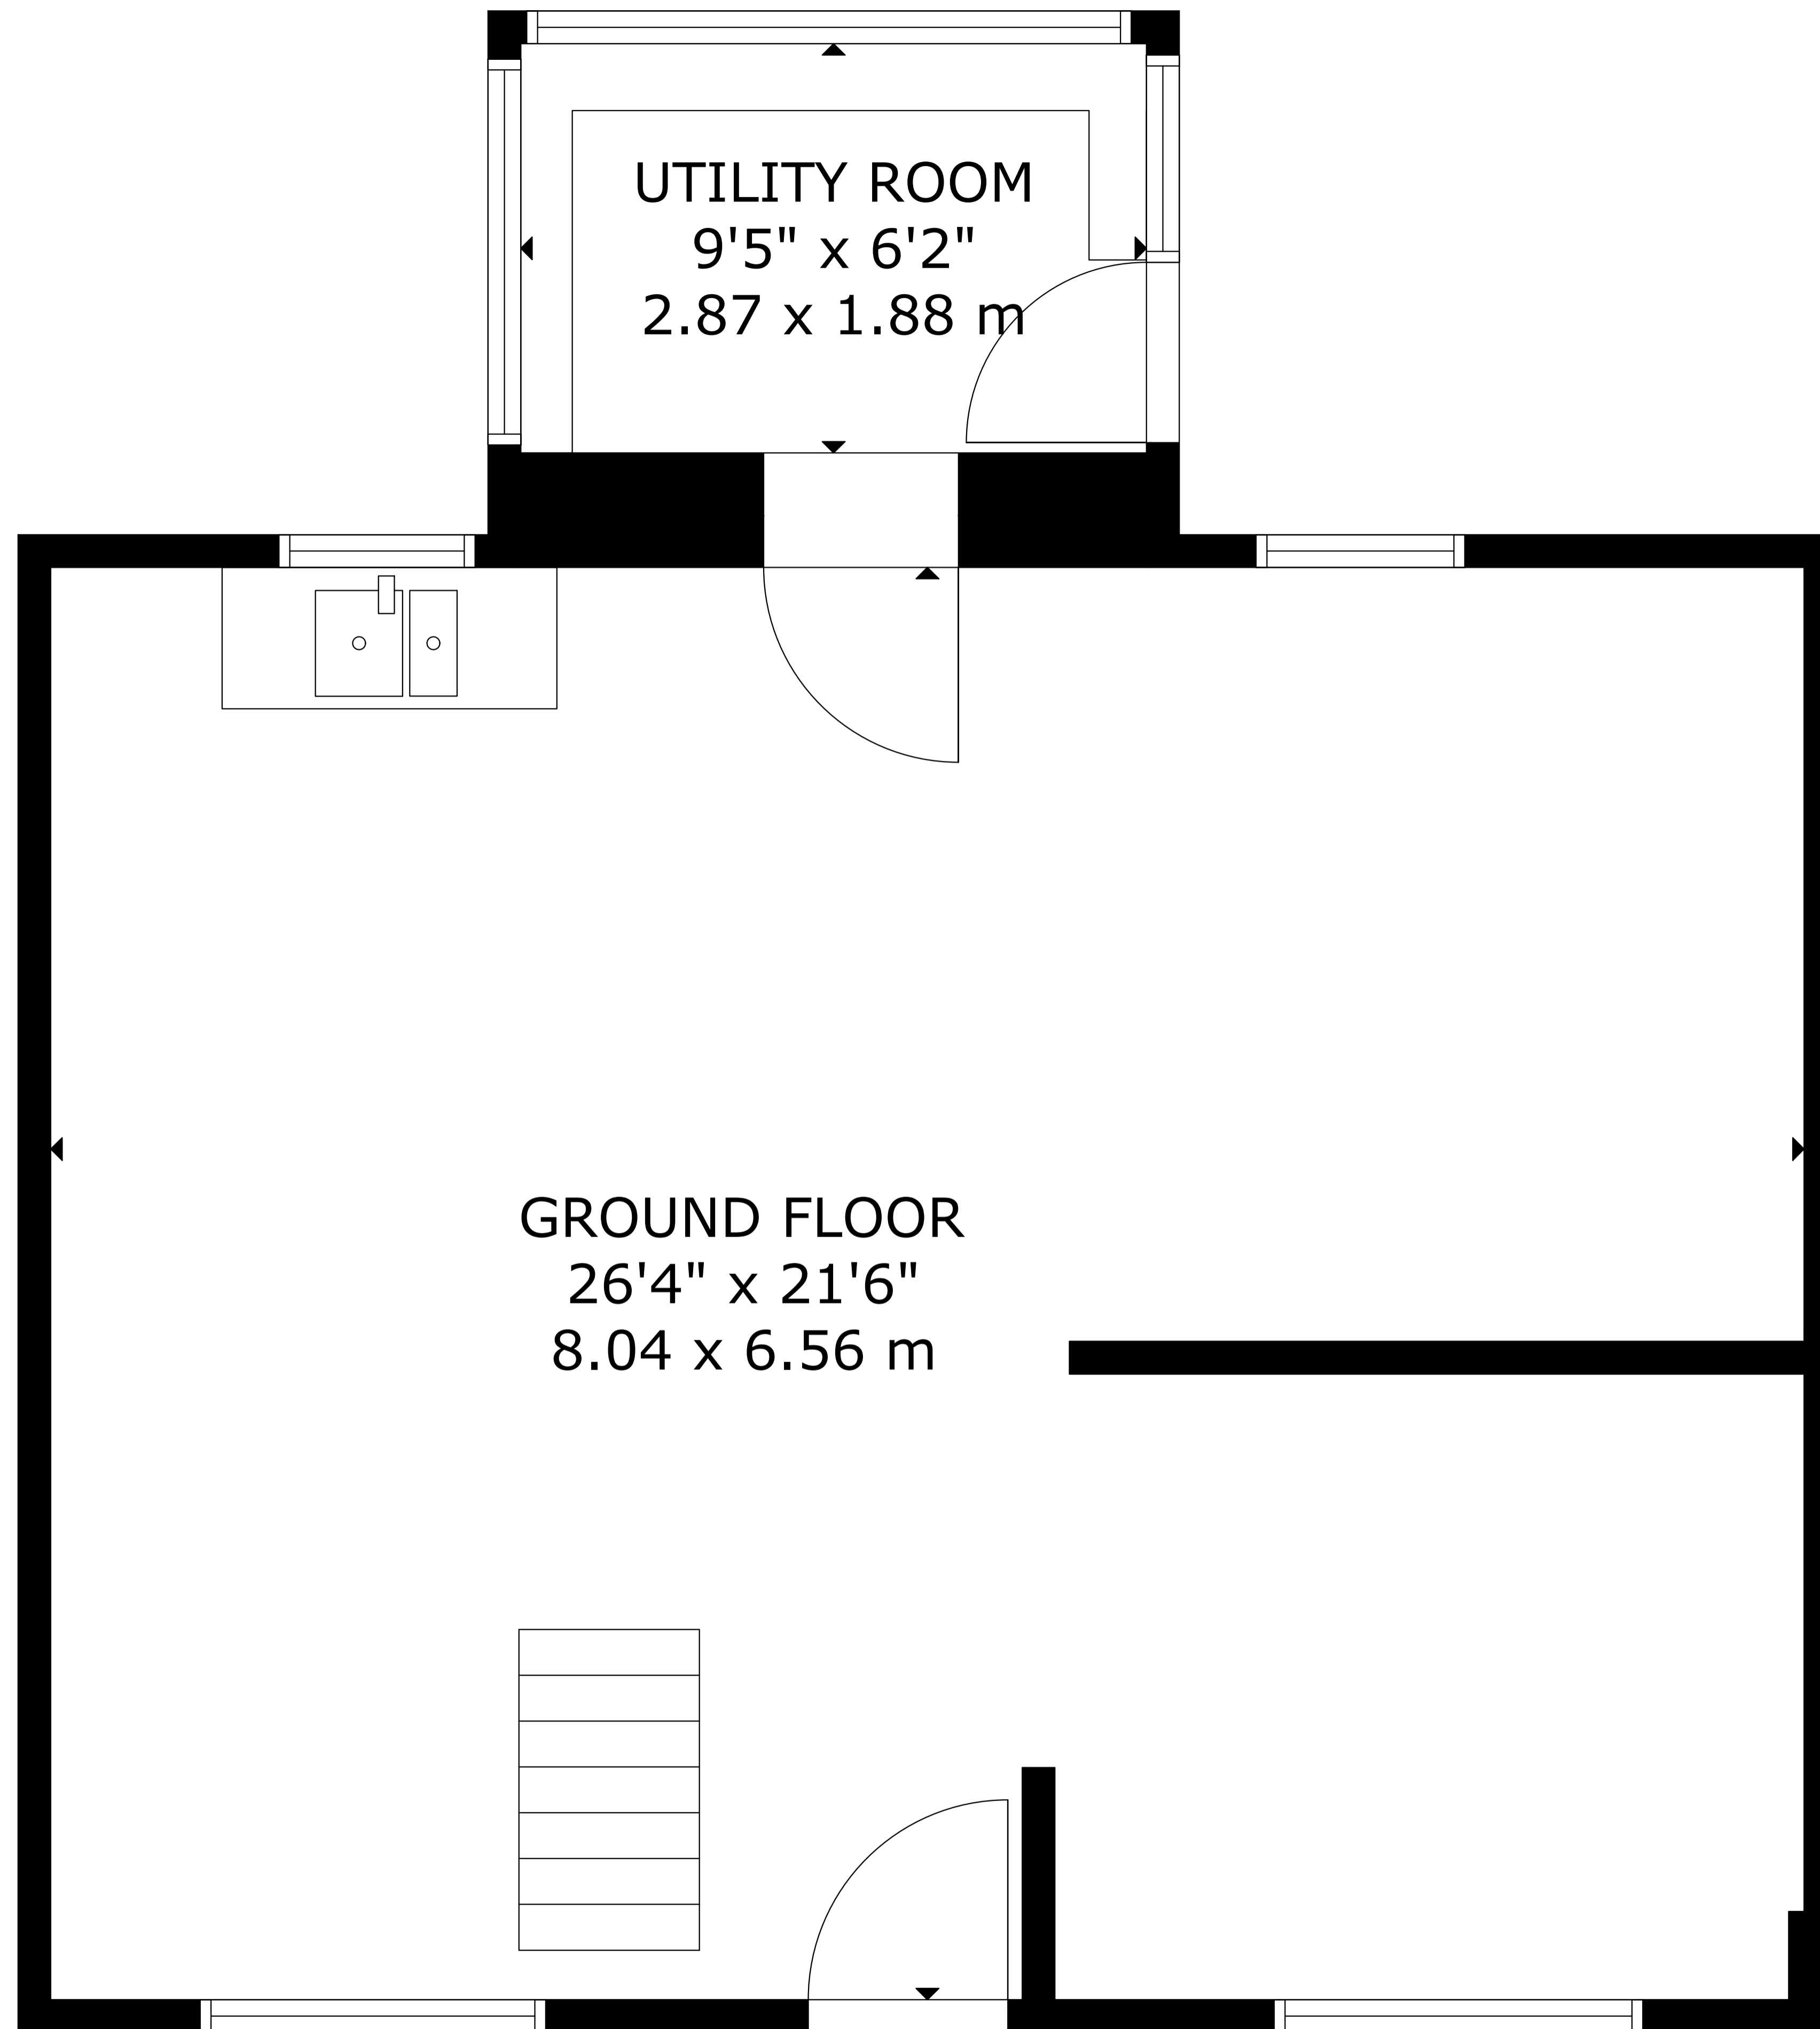 UTILITY ROOM
9'5" x 6'2"
2.87 x 1.88 m
GROUND FLOOR
26'4" x 21'6"
8.04 x 6.56 m